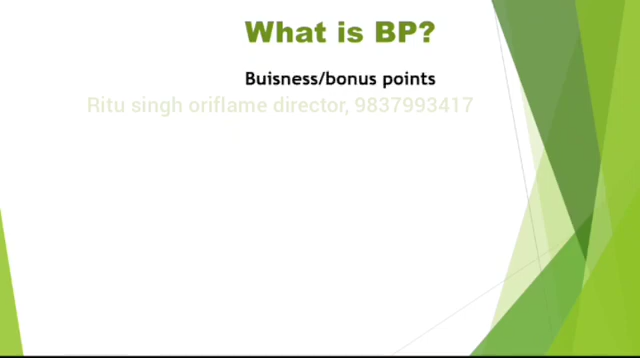 What is BP?
Buisness/bonus points
Ritu singh oriflame director, 9837993417